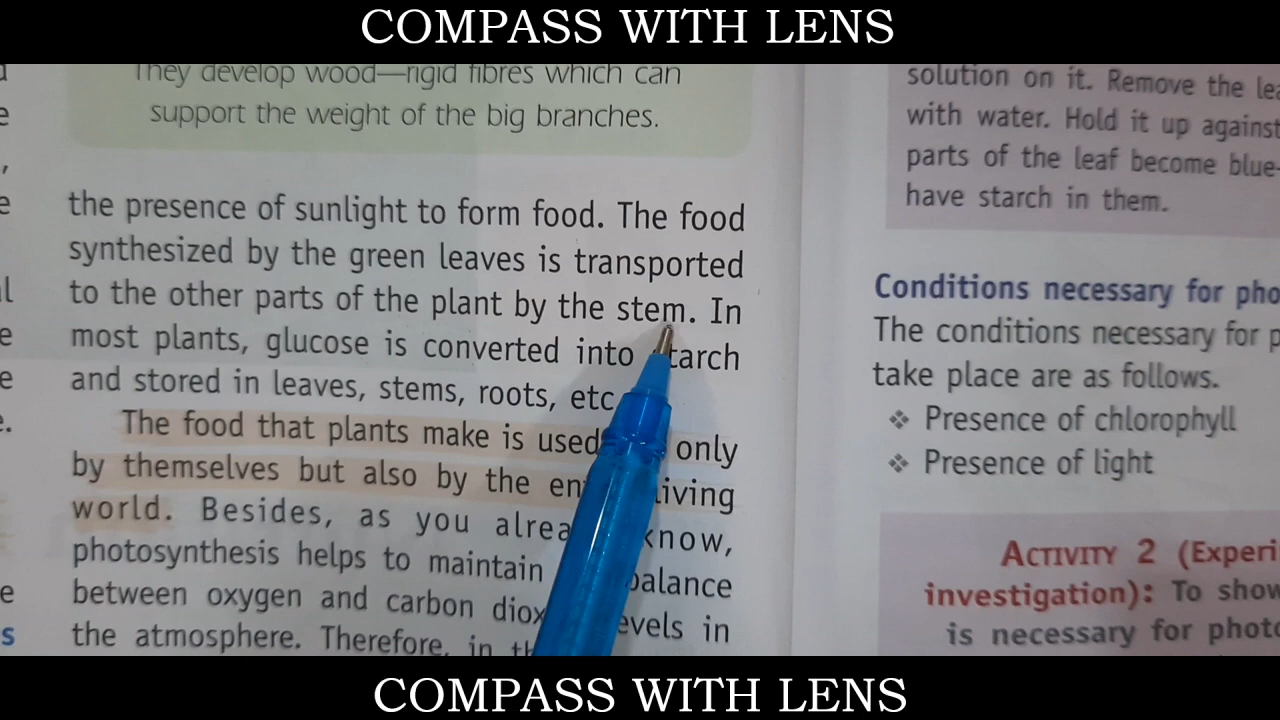 COMPASS WITH LENS
They develop wood—rigid fibres which can
support the weight of the big branches.
the presence of sunlight to form food. The food
synthesized by the green leaves is transported
to the other parts of the plant by the stem. In
most plants, glucose is converted into starch
and stored in leaves, stems, roots, etc
The food that plants make is used only
by themselves but also by the living
world. Besides, as you know,
photosynthesis helps to maintain balance
between oxygen and carbon levels in
the atmosphere. Therefore, in
solution on it. Remove the
with water. Hold it up against
parts of the leaf become blue-
have starch in them.
Conditions necessary for
The conditions necessary for
take place are as follows.
❖ Presence of chlorophyll
❖ Presence of light
ACTIVITY 2
investigation): To show
is necessary for
COMPASS WITH LENS